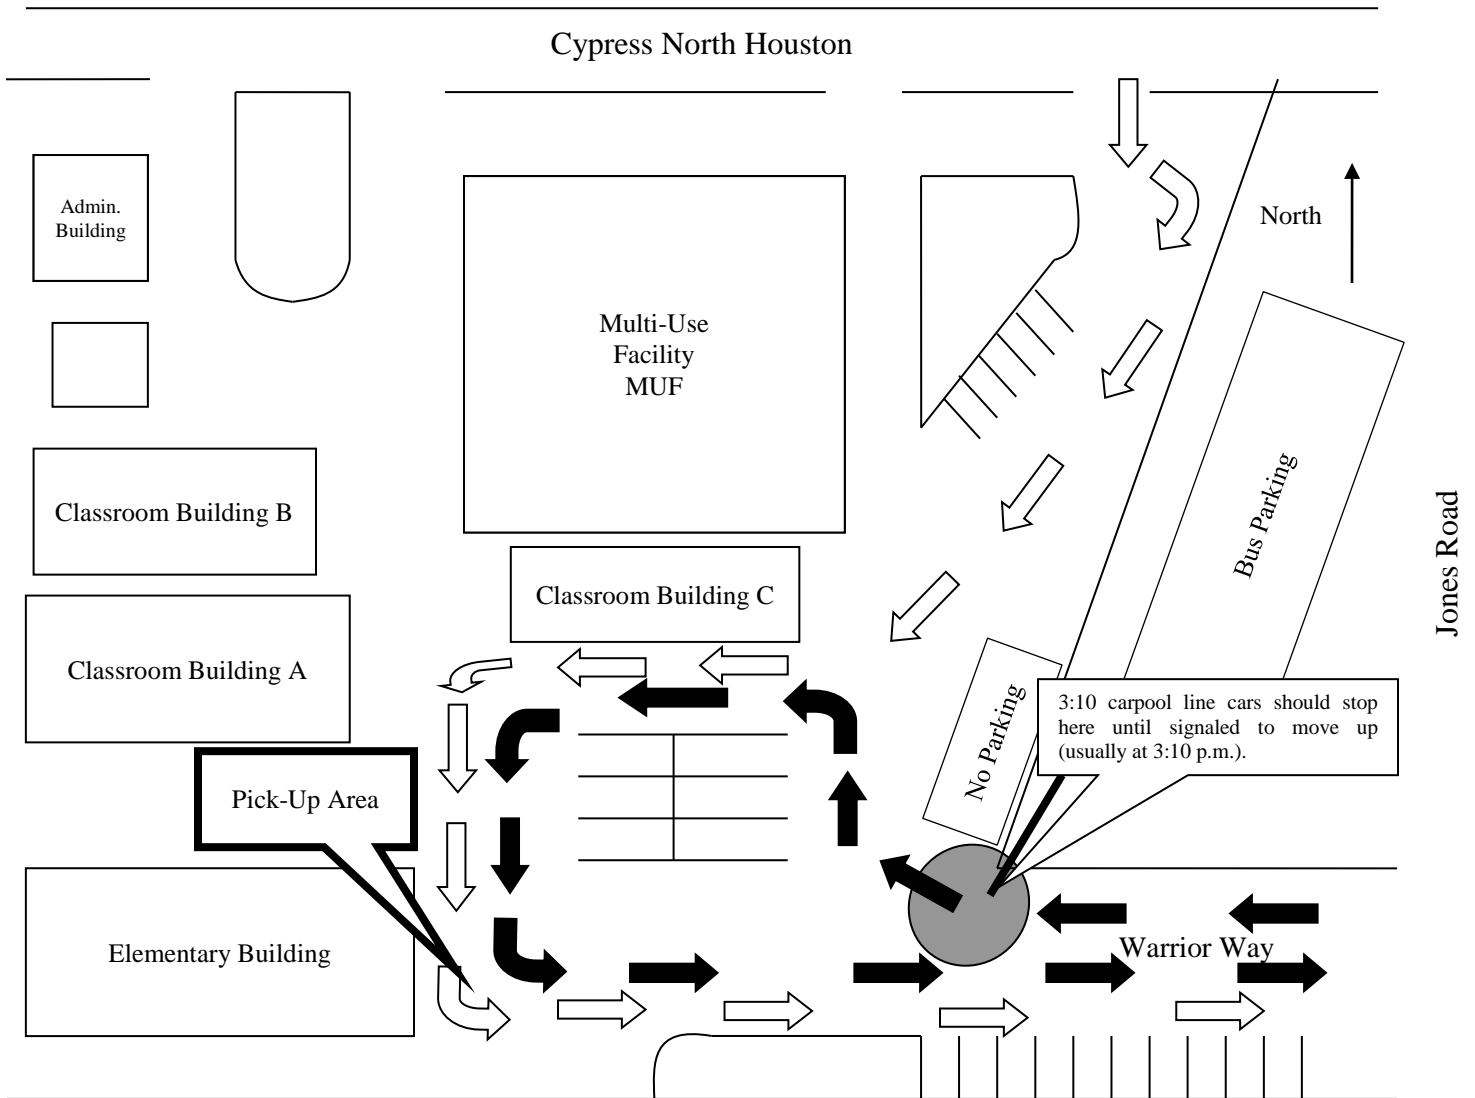 Cypress North Houston
Admin.
Building
North
Multi-Use
Facility
MUF
Classroom Building B
Bus Parking
Jones Road
Classroom Building C
Classroom Building A
No Parking
3:10 carpool line cars should stop
here until signaled to move up
(usually at 3:10 p.m.).
Pick-Up Area
Elementary Building
Warrior Way